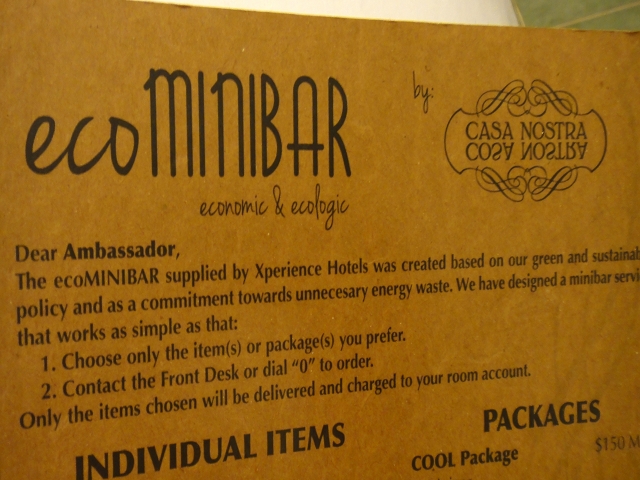 ecoMINIBAR
by:
CASA NOSTRA
COSA NOSTRA
economic & ecologic
Dear Ambassador,
The ecoMINIBAR supplied by Xperience Hotels was created based on our green and sustainab
policy and as a commitment towards unnecesary energy waste. We have designed a minibar servi
that works as simple as that:
1. Choose only the item(s) or package(s) you prefer.
2. Contact the Front Desk or dial "0" to order.
Only the items chosen will be delivered and charged to your room account.
INDIVIDUAL ITEMS
PACKAGES
COOL Package
$150 M